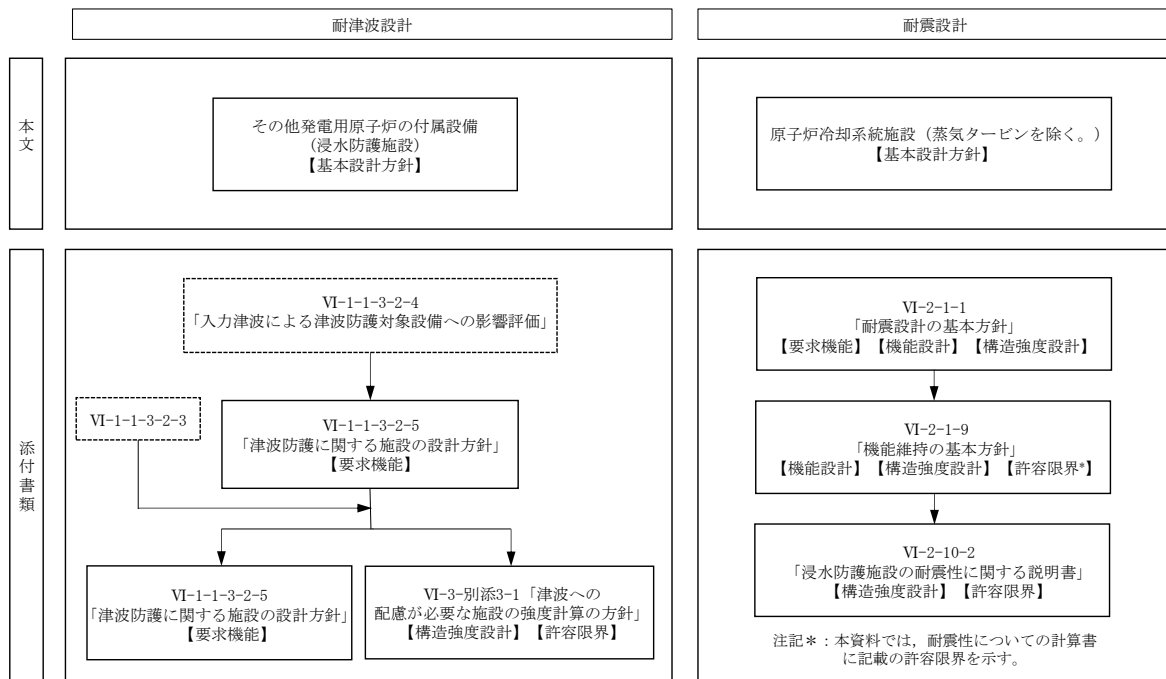 耐津波設計
耐震設計
本文
その他発電用原子炉の付属設備
(浸水防護施設)
【基本設計方針】
原子炉冷却系統施設（蒸気タービンを除く。）
【基本設計方針】
添付書類
Ⅵ-1-1-3-2-4
「入力津波による津波防護対象設備への影響評価」
Ⅵ-1-1-3-2-3
Ⅵ-1-1-3-2-5
「津波防護に関する施設の設計方針」
【要求機能】
Ⅵ-1-1-3-2-5
「津波防護に関する施設の設計方針」
【要求機能】
Ⅵ-3-別添3-1「津波への
配慮が必要な施設の強度計算の方針」
【構造強度設計】【許容限界】
Ⅵ-2-1-1
「耐震設計の基本方針」
【要求機能】【機能設計】【構造強度設計】
Ⅵ-2-1-9
「機能維持の基本方針」
【機能設計】【構造強度設計】【許容限界*】
Ⅵ-2-10-2
「浸水防護施設の耐震性に関する説明書」
【構造強度設計】【許容限界】
注記＊：本資料では，耐震性についての計算書
に記載の許容限界を示す。